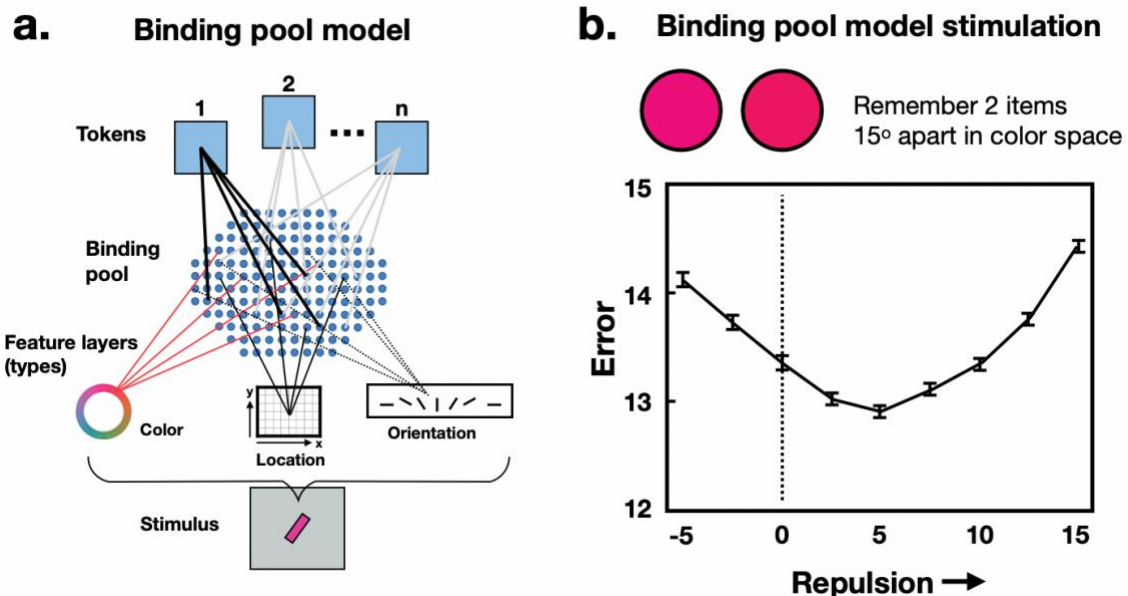 a.
Binding pool model
1
2
n
Tokens
...
Binding
pool
Feature layers
(types)
Color
y
x
Location
Orientation
Stimulus
b.
Binding pool model stimulation
Remember 2 items
15º apart in color space
15
14
13
12
Error
-5 0 5 10 15
Repulsion →